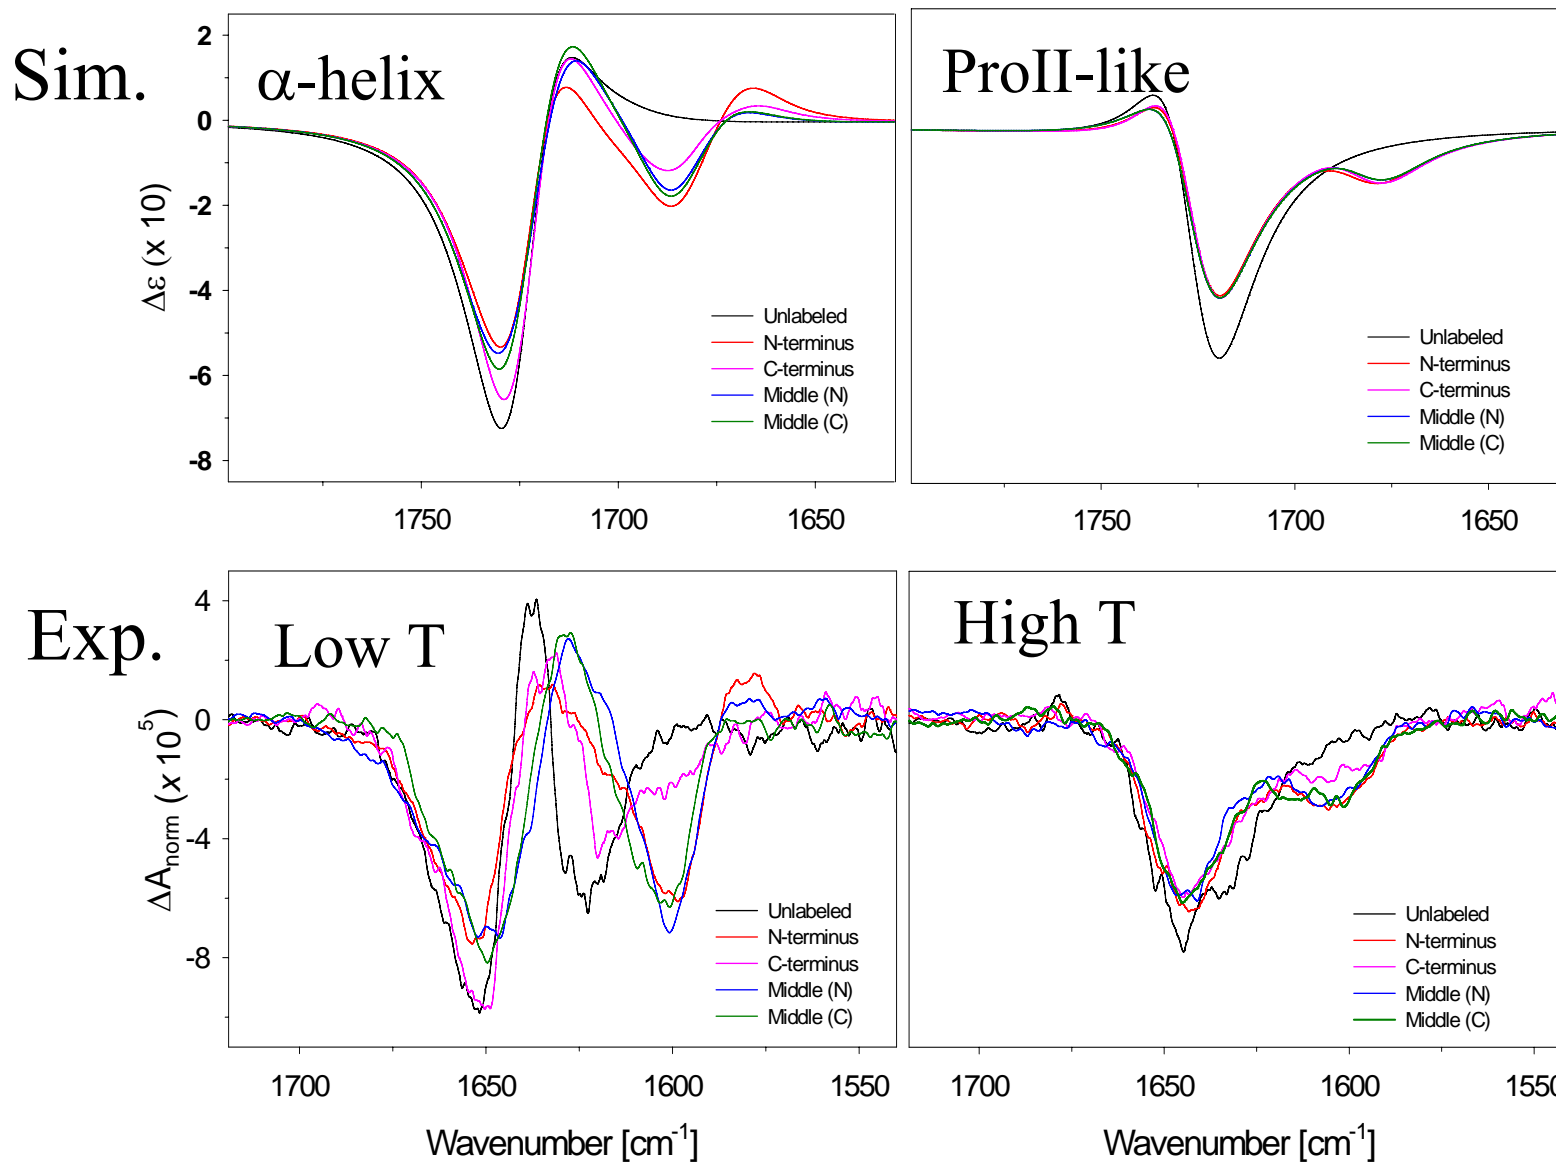 Sim.
α-helix
ProII-like
2
0
-2
-4
-6
-8
Δε (x 10)
Unlabeled
N-terminus
C-terminus
Middle (N)
Middle (C)
Unlabeled
N-terminus
C-terminus
Middle (N)
Middle (C)
1750 1700 1650
1750 1700 1650
Exp.
Low T
High T
4
0
-4
-8
ΔA_norm (x 10^5)
Unlabeled
N-terminus
C-terminus
Middle (N)
Middle (C)
Unlabeled
N-terminus
C-terminus
Middle (N)
Middle (C)
1700 1650 1600 1550
1700 1650 1600 1550
Wavenumber [cm^-1]
Wavenumber [cm^-1]